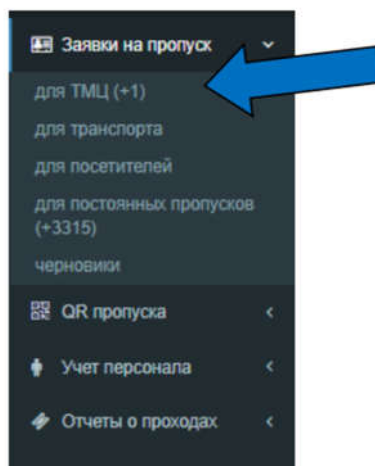 Заявки на пропуск
для ТМЦ (+1)
для транспорта
для посетителей
для постоянных пропусков
(+3315)
черновики
QR пропуска
Учет персонала
Отчеты о проходах